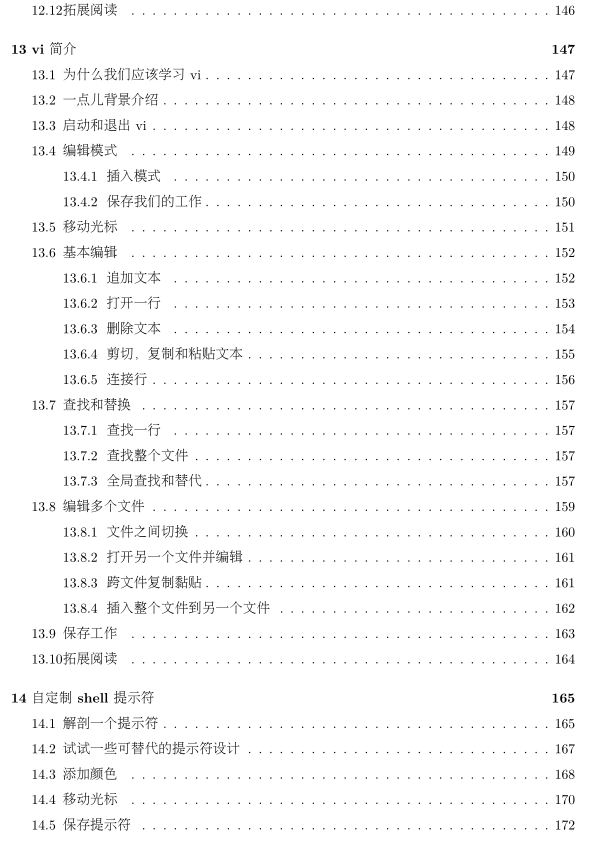 12.12拓展阅读 . . . . . . . . . . . . . . . . . . . . . . . . . . . . . . . . . . . . . . . . 146
13 vi 简介 147
13.1 为什么我们应该学习 vi . . . . . . . . . . . . . . . . . . . . . . . . . . . . . . . . . 147
13.2 一点儿背景介绍 . . . . . . . . . . . . . . . . . . . . . . . . . . . . . . . . . . . . . 148
13.3 启动和退出 vi . . . . . . . . . . . . . . . . . . . . . . . . . . . . . . . . . . . . . . 148
13.4 编辑模式 . . . . . . . . . . . . . . . . . . . . . . . . . . . . . . . . . . . . . . . . 149
13.4.1 插入模式 . . . . . . . . . . . . . . . . . . . . . . . . . . . . . . . . . . . . 150
13.4.2 保存我们的工作 . . . . . . . . . . . . . . . . . . . . . . . . . . . . . . . . . 150
13.5 移动光标 . . . . . . . . . . . . . . . . . . . . . . . . . . . . . . . . . . . . . . . . 151
13.6 基本编辑 . . . . . . . . . . . . . . . . . . . . . . . . . . . . . . . . . . . . . . . . 152
13.6.1 追加文本 . . . . . . . . . . . . . . . . . . . . . . . . . . . . . . . . . . . . 152
13.6.2 打开一行 . . . . . . . . . . . . . . . . . . . . . . . . . . . . . . . . . . . . 153
13.6.3 删除文本 . . . . . . . . . . . . . . . . . . . . . . . . . . . . . . . . . . . . 154
13.6.4 剪切，复制和粘贴文本 . . . . . . . . . . . . . . . . . . . . . . . . . . . . . 155
13.6.5 连接行 . . . . . . . . . . . . . . . . . . . . . . . . . . . . . . . . . . . . . . 156
13.7 查找和替换 . . . . . . . . . . . . . . . . . . . . . . . . . . . . . . . . . . . . . . . 157
13.7.1 查找一行 . . . . . . . . . . . . . . . . . . . . . . . . . . . . . . . . . . . . 157
13.7.2 查找整个文件 . . . . . . . . . . . . . . . . . . . . . . . . . . . . . . . . . . 157
13.7.3 全局查找和替代 . . . . . . . . . . . . . . . . . . . . . . . . . . . . . . . . . 157
13.8 编辑多个文件 . . . . . . . . . . . . . . . . . . . . . . . . . . . . . . . . . . . . . . 159
13.8.1 文件之间切换 . . . . . . . . . . . . . . . . . . . . . . . . . . . . . . . . . . 160
13.8.2 打开另一个文件并编辑 . . . . . . . . . . . . . . . . . . . . . . . . . . . . . 161
13.8.3 跨文件复制黏贴 . . . . . . . . . . . . . . . . . . . . . . . . . . . . . . . . . 161
13.8.4 插入整个文件到另一个文件 . . . . . . . . . . . . . . . . . . . . . . . . . . 162
13.9 保存工作 . . . . . . . . . . . . . . . . . . . . . . . . . . . . . . . . . . . . . . . . 163
13.10拓展阅读 . . . . . . . . . . . . . . . . . . . . . . . . . . . . . . . . . . . . . . . . 164
14 自定制 shell 提示符 165
14.1 解剖一个提示符 . . . . . . . . . . . . . . . . . . . . . . . . . . . . . . . . . . . . . 165
14.2 试试一些可替代的提示符设计 . . . . . . . . . . . . . . . . . . . . . . . . . . . . . 167
14.3 添加颜色 . . . . . . . . . . . . . . . . . . . . . . . . . . . . . . . . . . . . . . . . 168
14.4 移动光标 . . . . . . . . . . . . . . . . . . . . . . . . . . . . . . . . . . . . . . . . 170
14.5 保存提示符 . . . . . . . . . . . . . . . . . . . . . . . . . . . . . . . . . . . . . . . 172